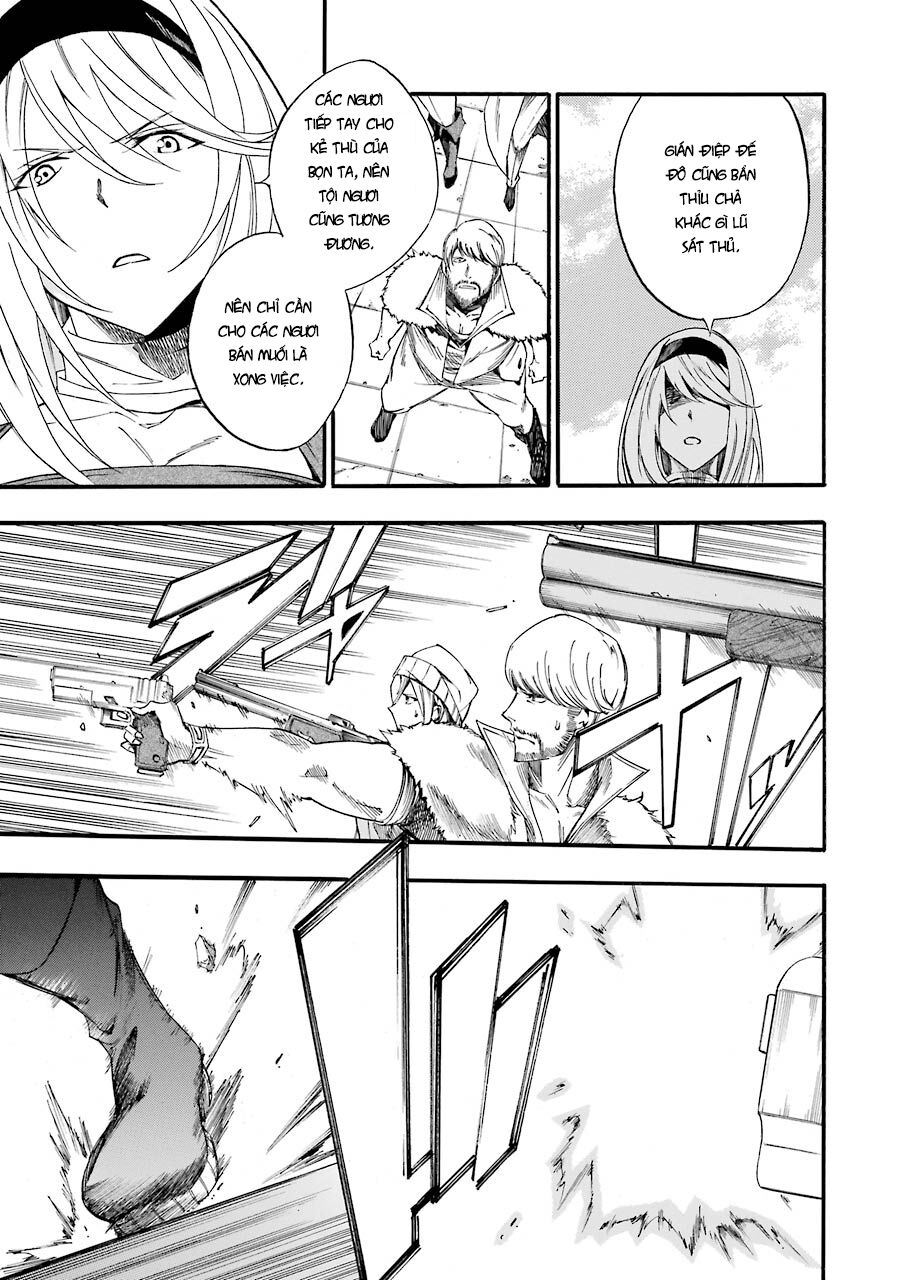 GIÁN ĐIỆP ĐẾ
ĐÔ CŨNG BẨN
THỈU CHẢ
KHÁC GÌ LŨ
SÁT THỦ.
CÁC NGƯƠI
TIẾP TAY CHO
KẺ THÙ CỦA
BỌN TA, NÊN
TỘI NGƯƠI
CŨNG TƯƠNG
ĐƯƠNG.
NÊN CHỈ CẦN
CHO CÁC NGƯƠI
BÁN MUỐI LÀ
XONG VIỆC.